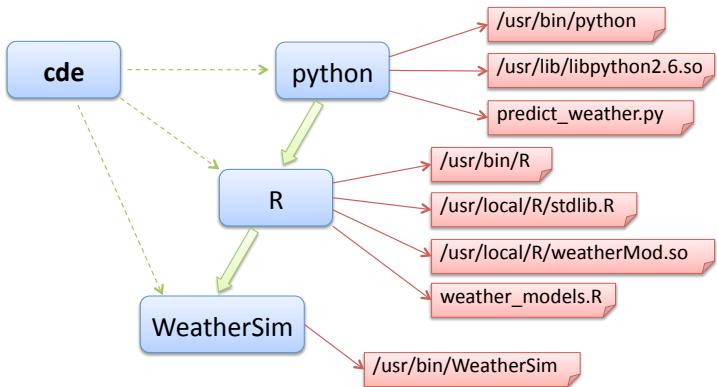 cde
python
/usr/bin/python
/usr/lib/libpython2.6.so
predict_weather.py
R
/usr/bin/R
/usr/local/R/stdlib.R
/usr/local/R/weatherMod.so
weather_models.R
WeatherSim
/usr/bin/WeatherSim